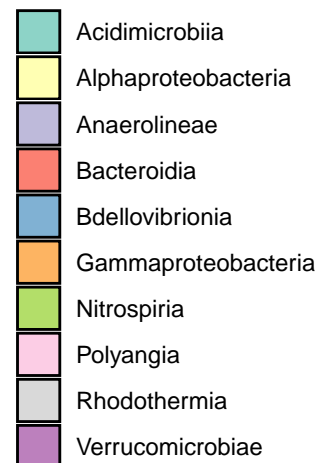 Acidimicrobiia
Alphaproteobacteria
Anaerolineae
Bacteroidia
Bdellovibrionia
Gammaproteobacteria
Nitrospiria
Polyangia
Rhodothermia
Verrucomicrobiae